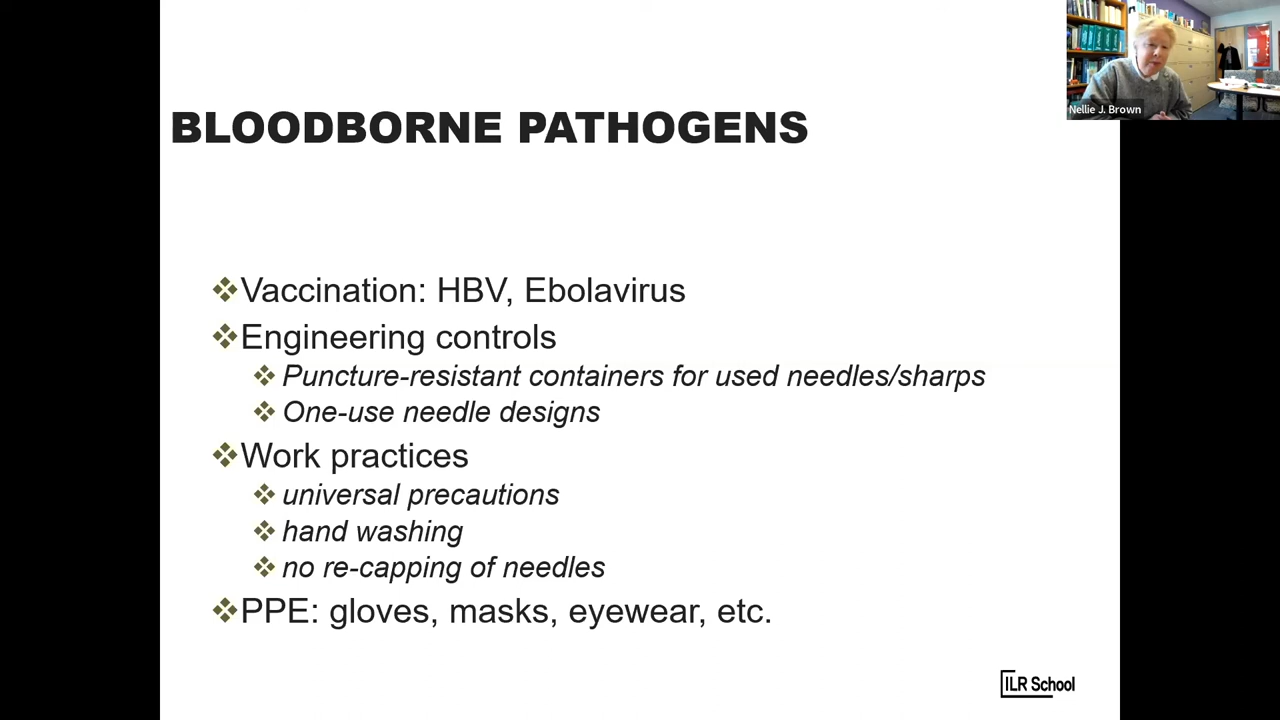 Nellie J. Brown
BLOODBORNE PATHOGENS
Vaccination: HBV, Ebolavirus
Engineering controls
Puncture-resistant containers for used needles/sharps
One-use needle designs
Work practices
universal precautions
hand washing
no re-capping of needles
PPE: gloves, masks, eyewear, etc.
ILR School